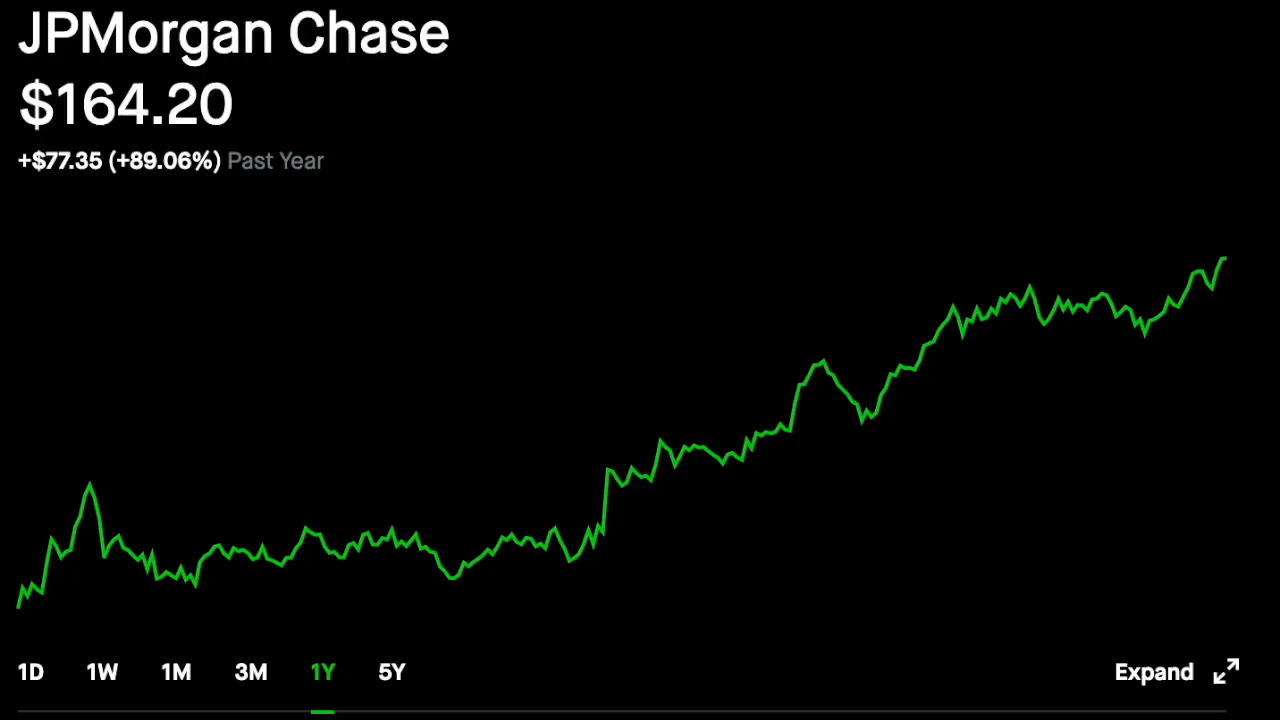 JPMorgan Chase
$164.20
+$77.35 (+89.06%) Past Year
1D 1W 1M 3M 1Y 5Y Expand